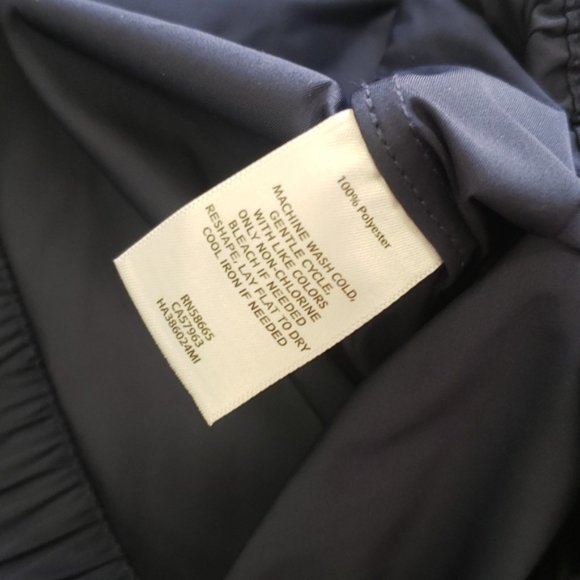 100% Polyester
MACHINE WASH COLD,
GENTLE CYCLE,
WITH LIKE COLORS
ONLY NON-CHLORINE
BLEACH IF NEEDED
RESHAPE, LAY FLAT TO DRY
COOL IRON IF NEEDED
RN58665
CA57963
HA386024MI